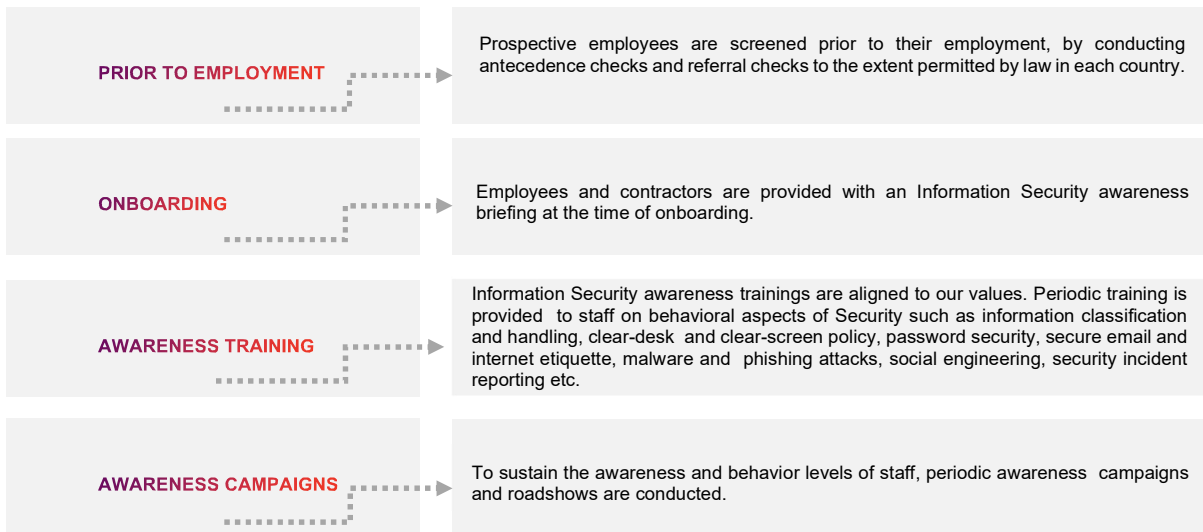 PRIOR TO EMPLOYMENT
Prospective employees are screened prior to their employment, by conducting
antecedence checks and referral checks to the extent permitted by law in each country.
ONBOARDING
Employees and contractors are provided with an Information Security awareness
briefing at the time of onboarding.
AWARENESS TRAINING
Information Security awareness trainings are aligned to our values. Periodic training is
provided to staff on behavioral aspects of Security such as information classification
and handling, clear-desk and clear-screen policy, password security, secure email and
internet etiquette, malware and phishing attacks, social engineering, security incident
reporting etc.
AWARENESS CAMPAIGNS
To sustain the awareness and behavior levels of staff, periodic awareness campaigns
and roadshows are conducted.